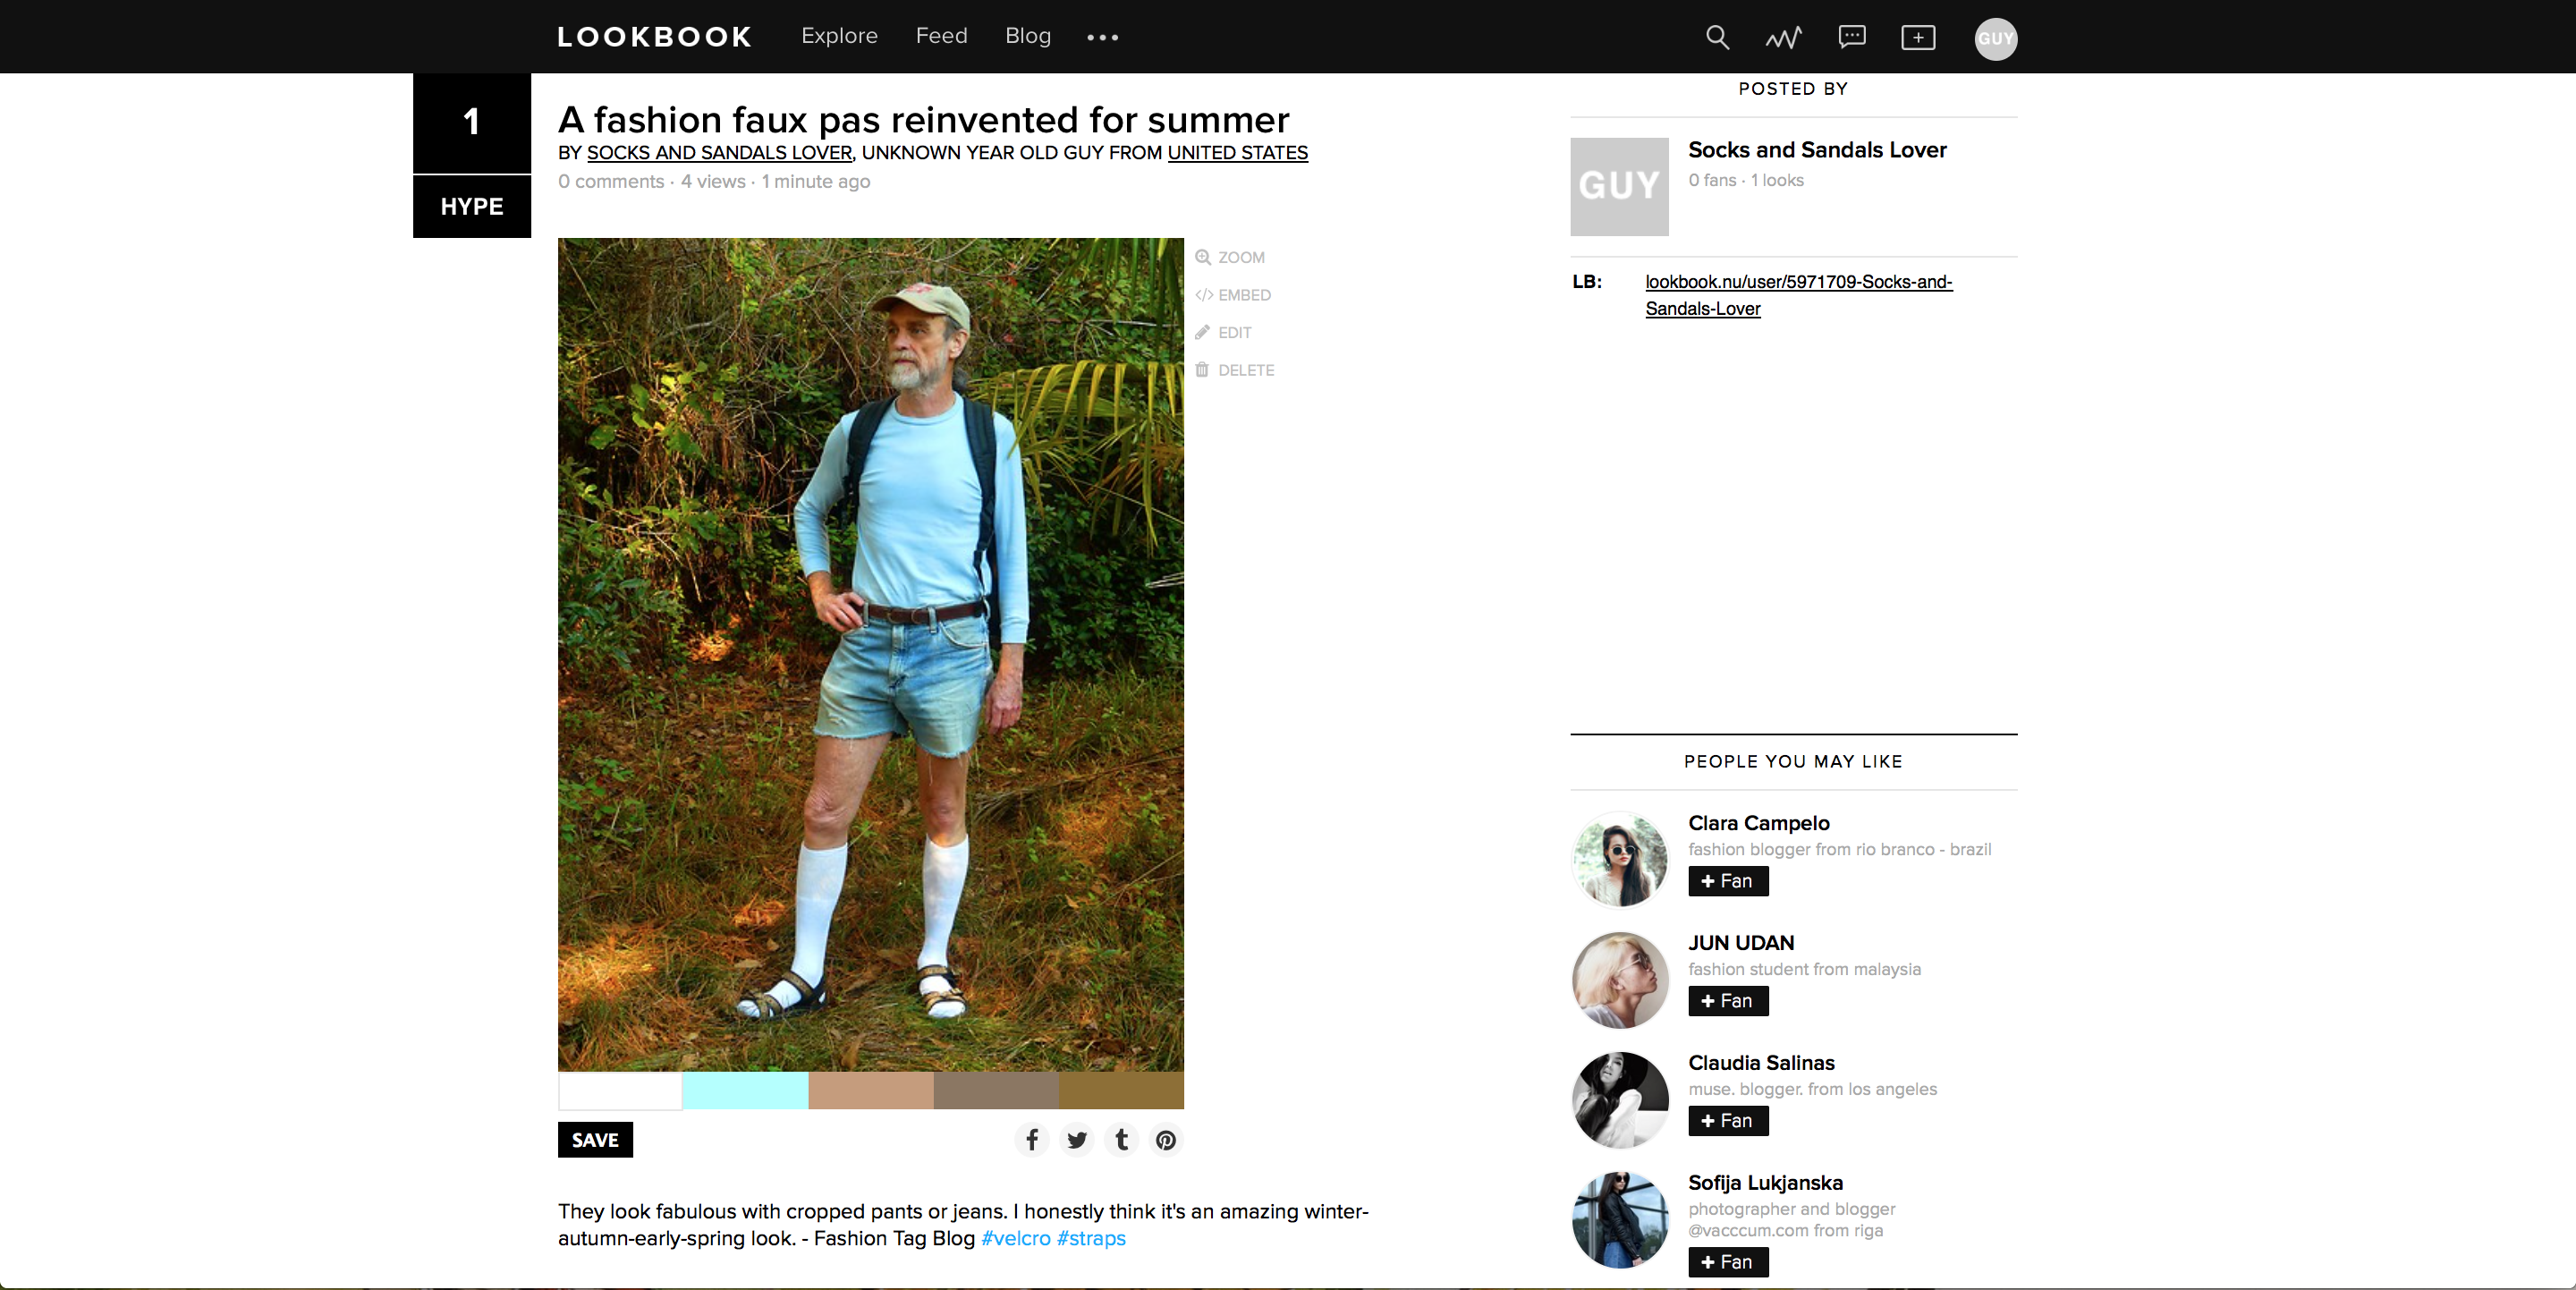 LOOKBOOK Explore Feed Blog •••
GUY
1
HYPE
A fashion faux pas reinvented for summer
BY SOCKS AND SANDALS LOVER, UNKNOWN YEAR OLD GUY FROM UNITED STATES
0 comments · 4 views · 1 minute ago
ZOOM
EMBED
EDIT
DELETE
SAVE
They look fabulous with cropped pants or jeans. I honestly think it's an amazing winter-
autumn-early-spring look. - Fashion Tag Blog #velcro #straps
POSTED BY
GUY
Socks and Sandals Lover
0 fans · 1 looks
LB: lookbook.nu/user/5971709-Socks-and-
Sandals-Lover
PEOPLE YOU MAY LIKE
Clara Campelo
fashion blogger from rio branco - brazil
+ Fan
JUN UDAN
fashion student from malaysia
+ Fan
Claudia Salinas
muse. blogger. from los angeles
+ Fan
Sofija Lukjanska
photographer and blogger
@vacccum.com from riga
+ Fan